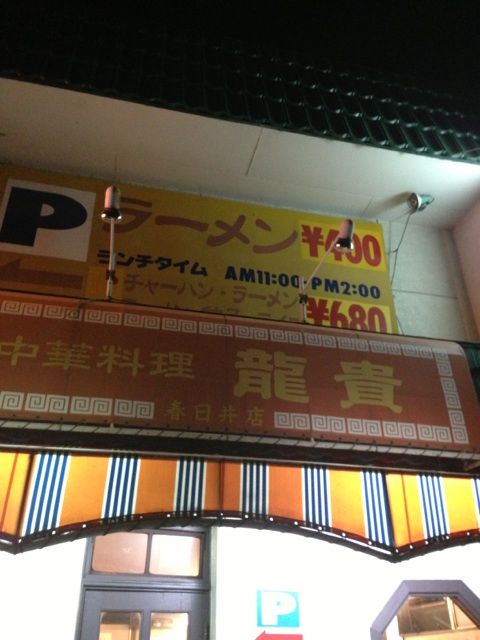 P
ラーメン ¥400
ランチタイム AM11:00-PM2:00
チャーハン・ラーメン
¥680
中華料理 龍貴
春日井店
P